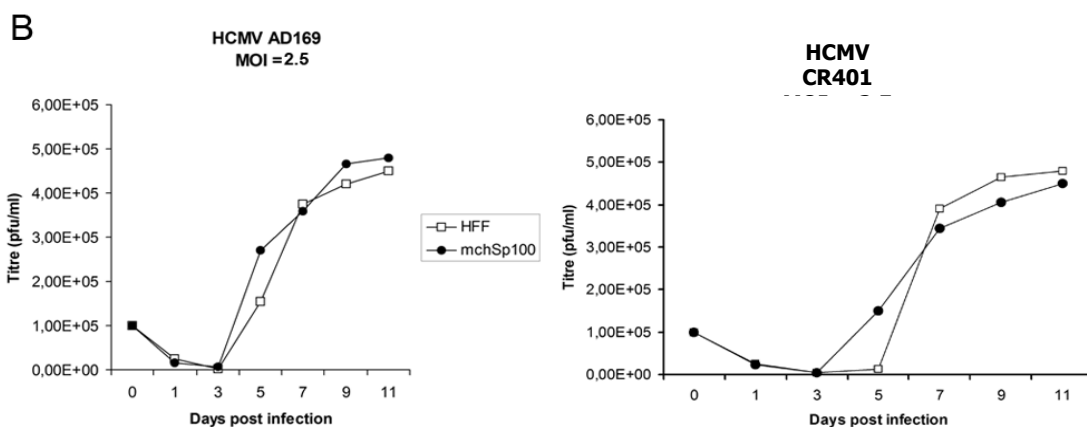 B
HCMV AD169
MOI =2.5
6,00E+05
5,00E+05
4,00E+05
3,00E+05
2,00E+05
1,00E+05
0,00E+00
Titre (pfu/ml)
0 1 3 5 7 9 11
Days post infection
HFF
mchSp100
HCMV
CR401
6,00E+05
5,00E+05
4,00E+05
3,00E+05
2,00E+05
1,00E+05
0,00E+00
Titre (pfu/ml)
0 1 3 5 7 9 11
Days post infection